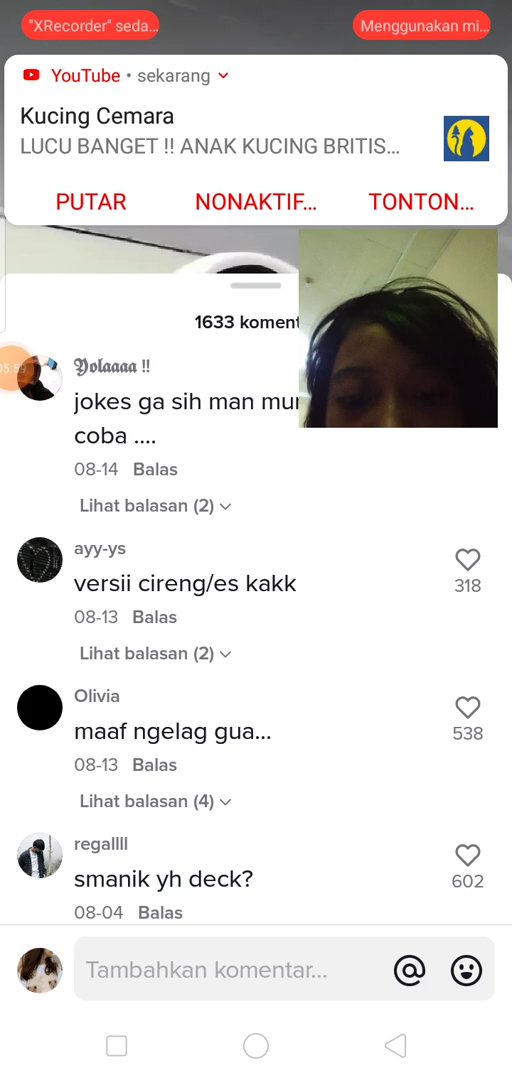 "XRecorder" seda...
Menggunakan mi...
YouTube • sekarang
Kucing Cemara
LUCU BANGET !! ANAK KUCING BRITIS...
PUTAR
NONAKTIF...
TONTON...
1633 koment
05.59
𝖄𝖔𝖑𝖆𝖆𝖆𝖆 !!
jokes ga sih man mur
coba ....
08-14 Balas
Lihat balasan (2)
ayy-ys
versii cireng/es kakk
318
08-13 Balas
Lihat balasan (2)
Olivia
maaf ngelag gua...
538
08-13 Balas
Lihat balasan (4)
regallll
smanik yh deck?
602
08-04 Balas
Tambahkan komentar...